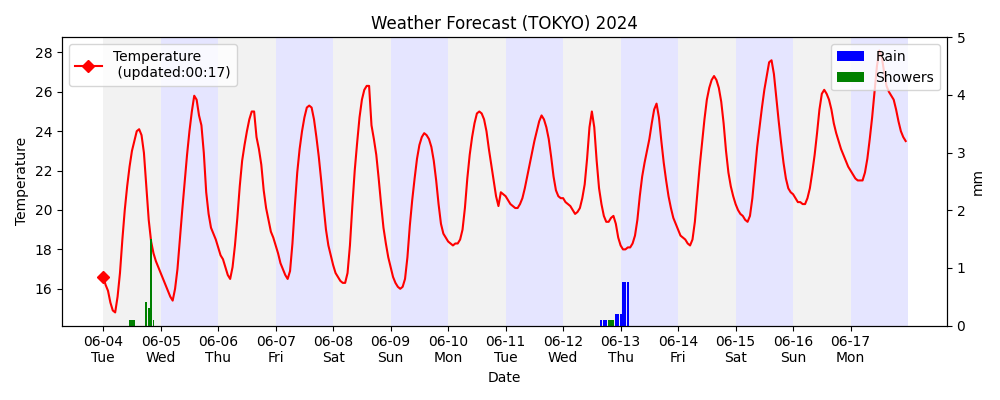 Weather Forecast (TOKYO) 2024
Temperature
(updated:00:17)
Rain
Showers
Temperature
28
26
24
22
20
18
16
5
4
3
2
1
0
mm
06-04 06-05 06-06 06-07 06-08 06-09 06-10 06-11 06-12 06-13 06-14 06-15 06-16 06-17
Tue Wed Thu Fri Sat Sun Mon Tue Wed Thu Fri Sat Sun Mon
Date